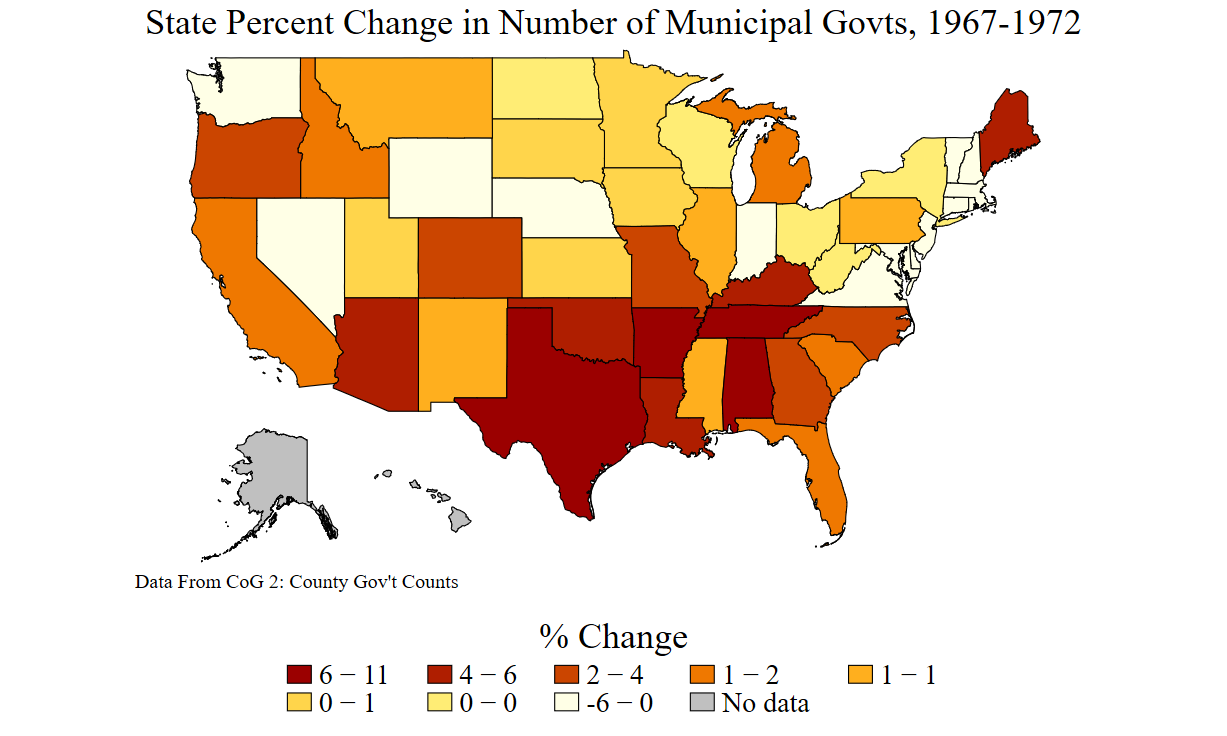 State Percent Change in Number of Municipal Govts, 1967-1972
Data From CoG 2: County Gov't Counts
% Change
6 − 11 4 − 6 2 − 4 1 − 2 1 − 1
0 − 1 0 − 0 -6 − 0 No data